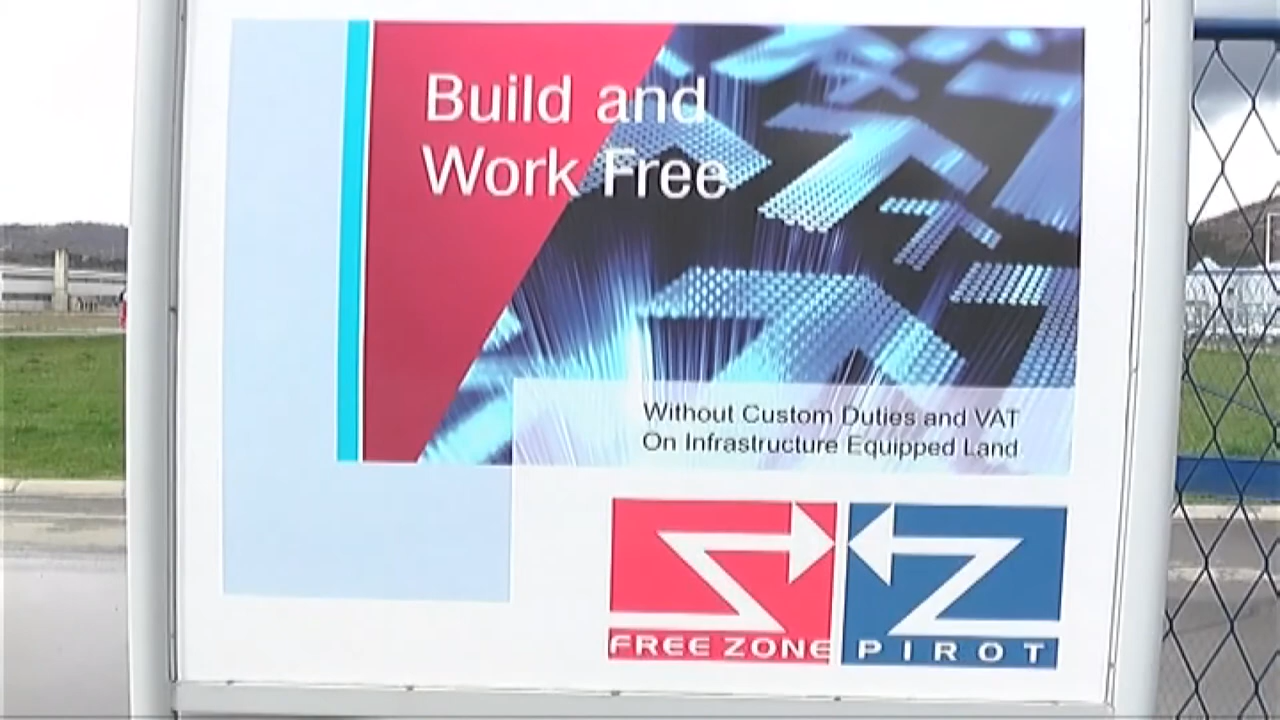 Build and
Work Free
Without Custom Duties and VAT
On Infrastructure Equipped Land
FREE ZONE PIROT